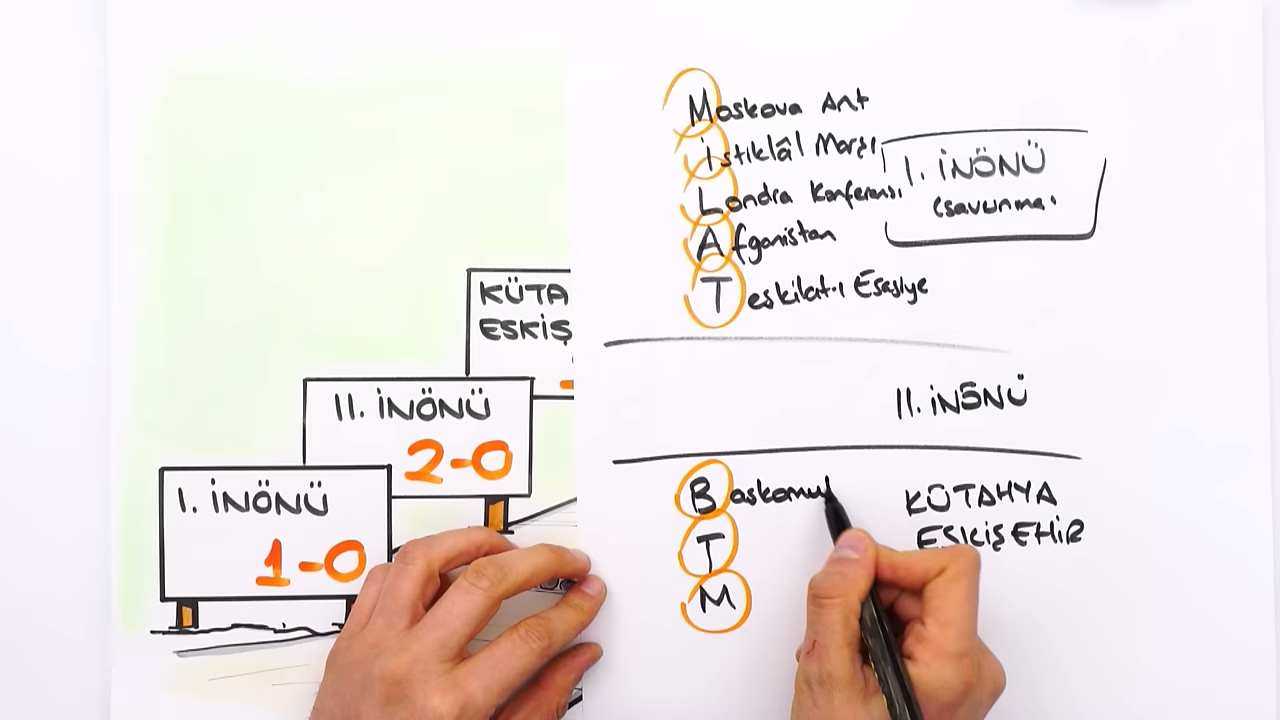 KÜTA
ESKİŞ
II. İNÖNÜ
2-0
I. İNÖNÜ
1-0
Moskova Ant
İstiklâl Marşı
Londra Konferansı
Afganistan
Teşkilat-ı Esasiye
I. İNÖNÜ
(savunma)
II. İNÖNÜ
Başkomut
T
M
KÜTAHYA
ESKİŞEHİR